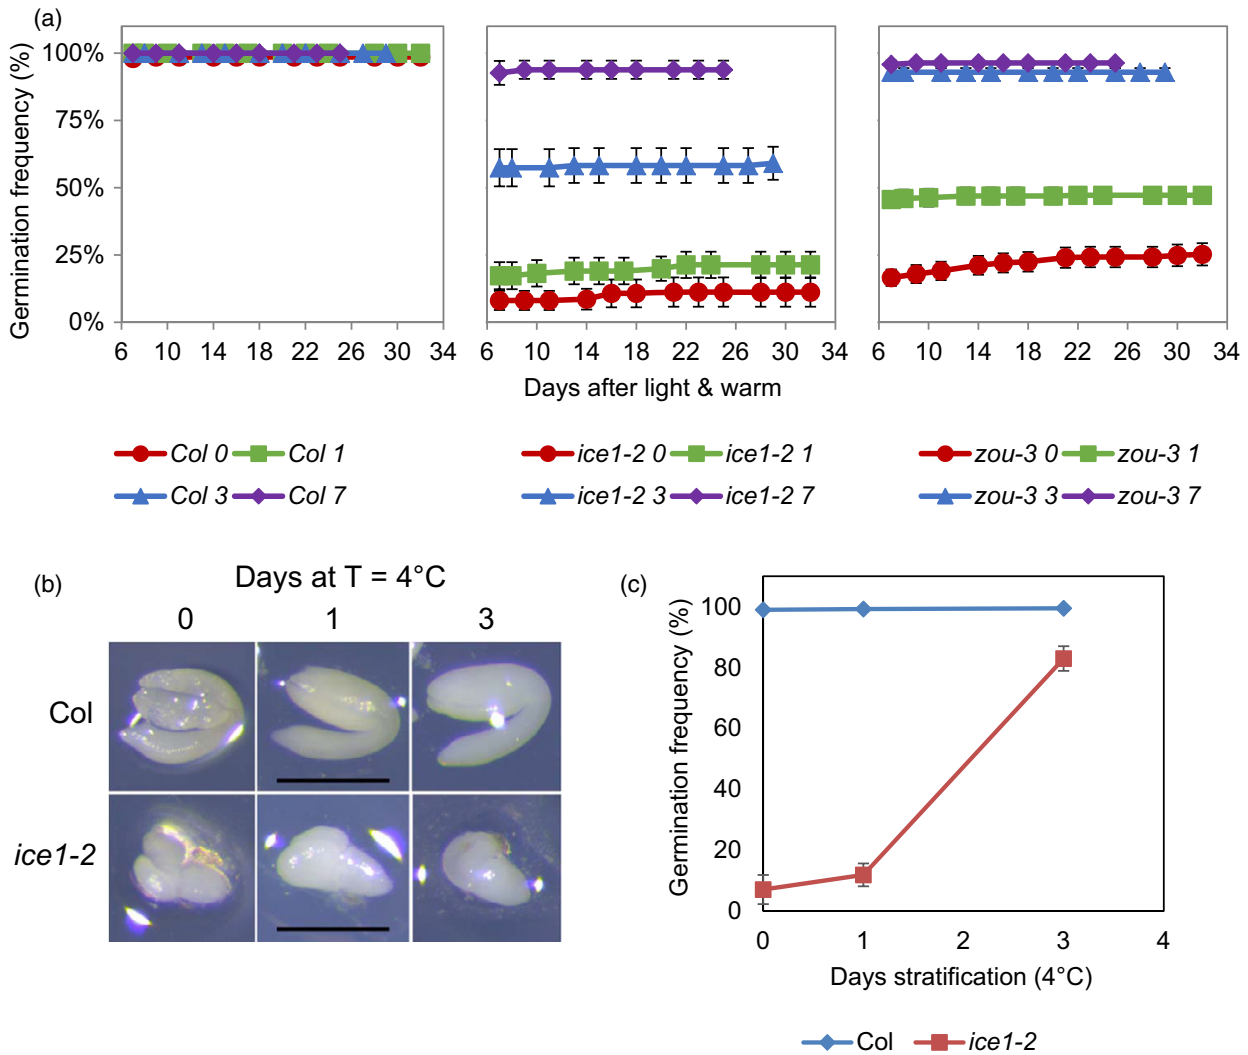 (a)
Germination frequency (%)
100%
75%
50%
25%
0%
6 10 14 18 22 26 30 34
6 10 14 18 22 26 30 34
6 10 14 18 22 26 30 34
Days after light & warm
Col 0 Col 1
Col 3 Col 7
ice1-2 0 ice1-2 1
ice1-2 3 ice1-2 7
zou-3 0 zou-3 1
zou-3 3 zou-3 7
(b)
Days at T = 4°C
0 1 3
Col
ice1-2
(c)
Germination frequency (%)
100
80
60
40
20
0
0 1 2 3 4
Days stratification (4°C)
Col ice1-2